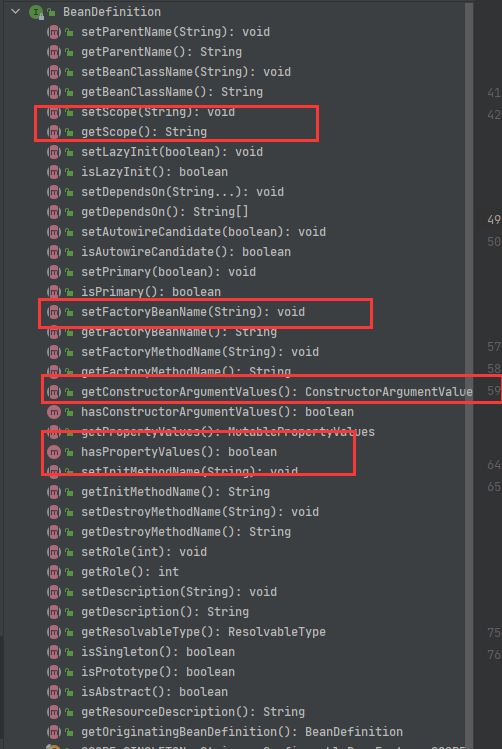 BeanDefinition
setParentName(String): void
getParentName(): String
setBeanClassName(String): void
getBeanClassName(): String
41
setScope(String): void
42
getScope(): String
setLazyInit(boolean): void
isLazyInit(): boolean
setDependsOn(String...): void
getDependsOn(): String[]
49
setAutowireCandidate(boolean): void
50
isAutowireCandidate(): boolean
setPrimary(boolean): void
isPrimary(): boolean
setFactoryBeanName(String): void
getFactoryBeanName(): String
57
setFactoryMethodName(String): void
58
getFactoryMethodName(): String
59
getConstructorArgumentValues(): ConstructorArgumentValue
hasConstructorArgumentValues(): boolean
getPropertyValues(): MutablePropertyValues
hasPropertyValues(): boolean
64
setInitMethodName(String): void
65
getInitMethodName(): String
setDestroyMethodName(String): void
getDestroyMethodName(): String
setRole(int): void
getRole(): int
setDescription(String): void
getDescription(): String
75
getResolvableType(): ResolvableType
76
isSingleton(): boolean
isPrototype(): boolean
isAbstract(): boolean
getResourceDescription(): String
getOriginatingBeanDefinition(): BeanDefinition